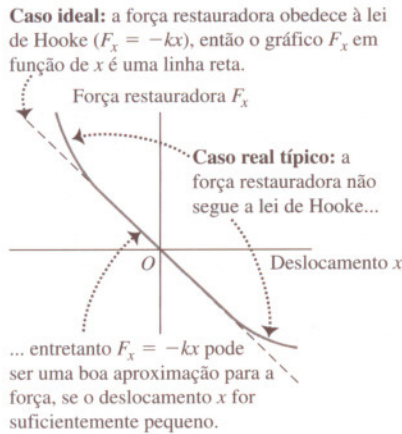 Caso ideal: a força restauradora obedece à lei
de Hooke (Fₓ = −kx), então o gráfico Fₓ em
função de x é uma linha reta.
Força restauradora Fₓ
Caso real típico: a
força restauradora não
segue a lei de Hooke...
O
Deslocamento x
... entretanto Fₓ = −kx pode
ser uma boa aproximação para a
força, se o deslocamento x for
suficientemente pequeno.